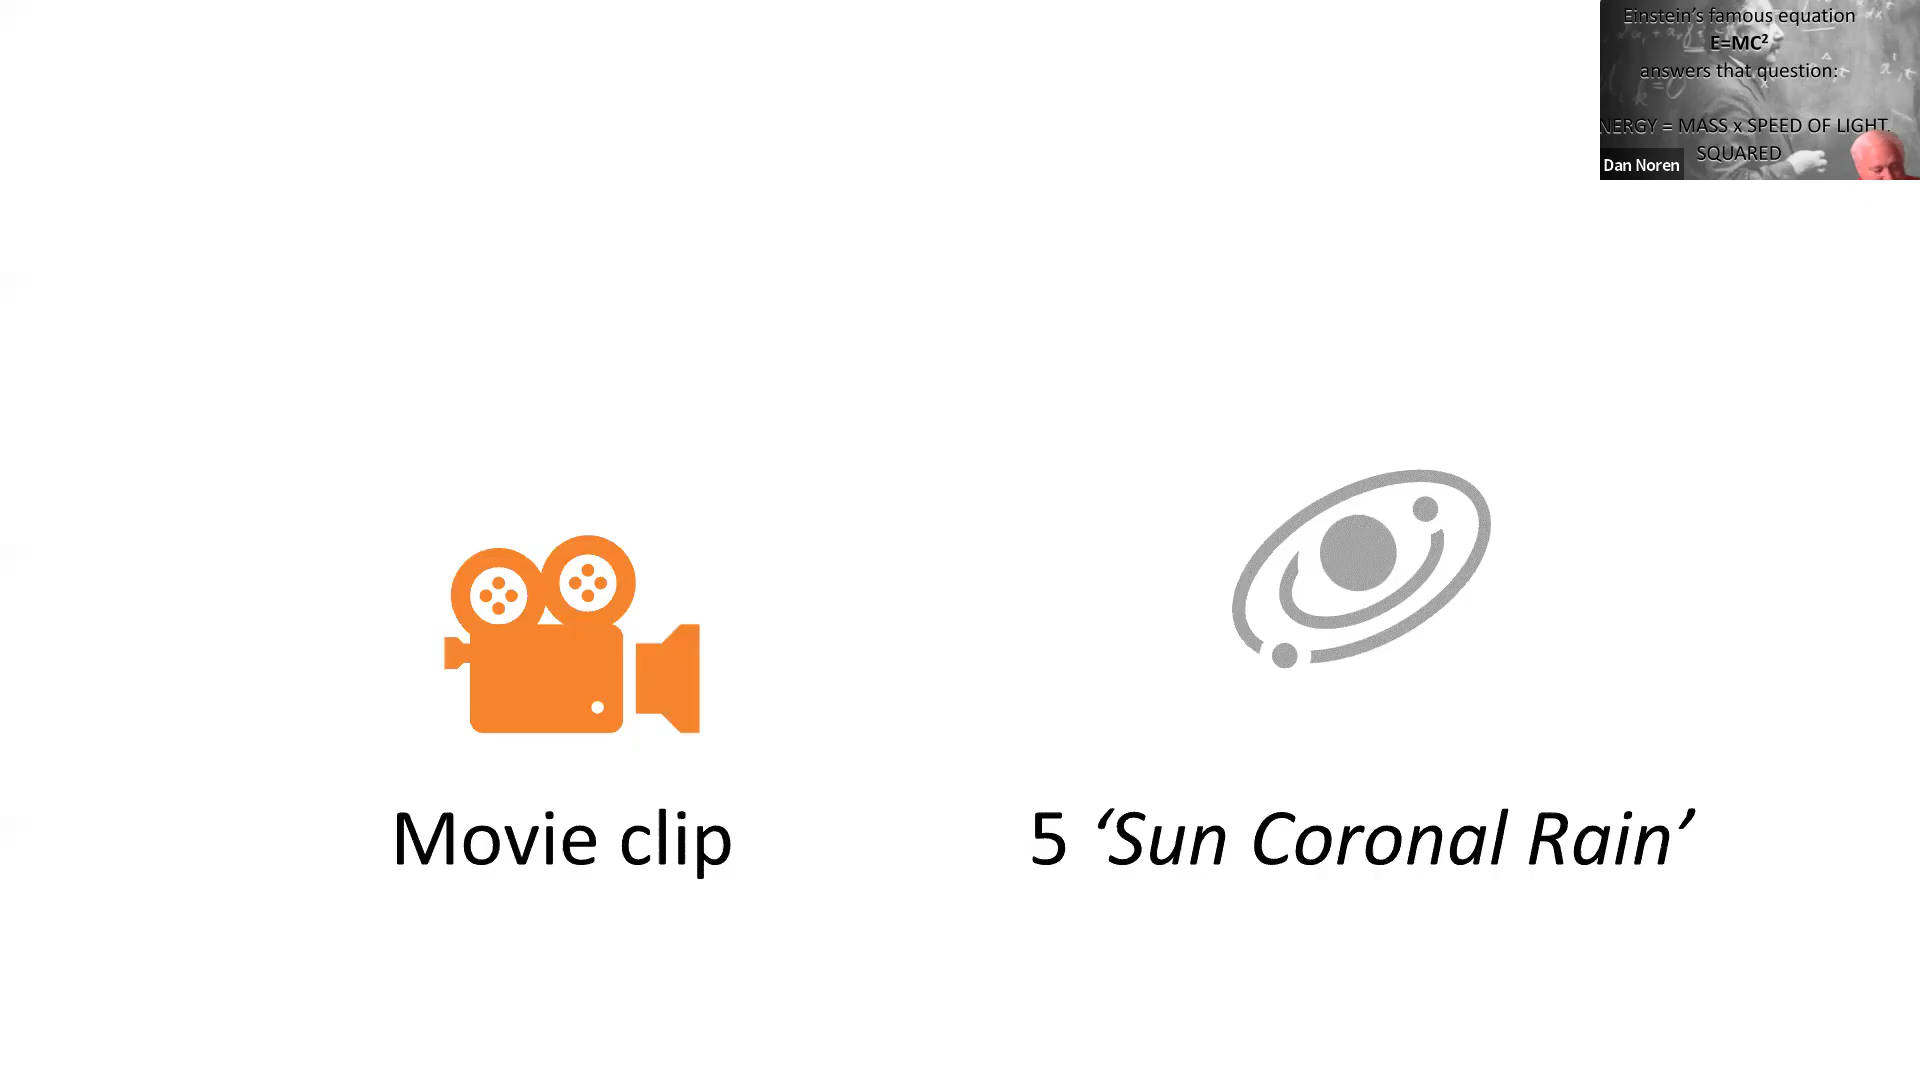 Einstein's famous equation
E=MC²
answers that question:
NERGY = MASS x SPEED OF LIGHT,
SQUARED
Dan Noren
Movie clip
5 ‘Sun Coronal Rain’